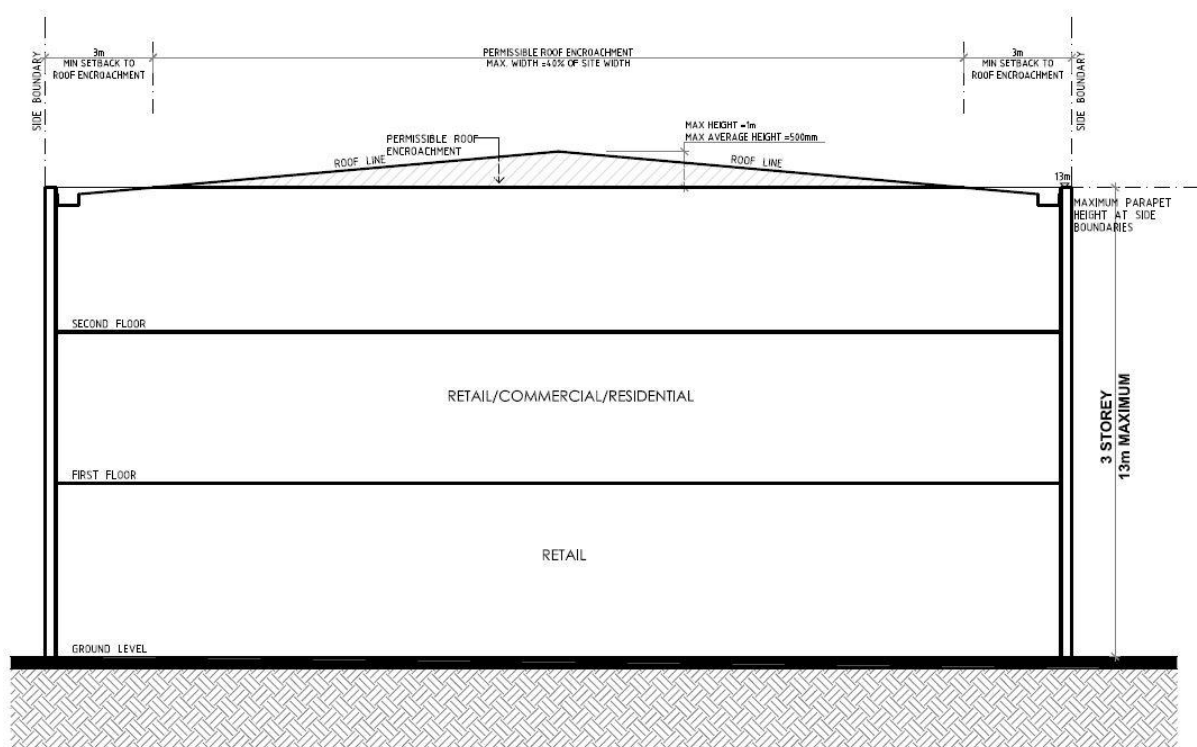 SIDE BOUNDARY
3m
MIN SETBACK TO
ROOF ENCROACHMENT
PERMISSIBLE ROOF ENCROACHMENT
MAX. WIDTH =40% OF SITE WIDTH
3m
MIN SETBACK TO
ROOF ENCROACHMENT
SIDE BOUNDARY
PERMISSIBLE ROOF
ENCROACHMENT
MAX HEIGHT =1m
MAX AVERAGE HEIGHT =500mm
ROOF LINE
ROOF LINE
13m
MAXIMUM PARAPET
HEIGHT AT SIDE
BOUNDARIES
SECOND FLOOR
RETAIL/COMMERCIAL/RESIDENTIAL
3 STOREY
13m MAXIMUM
FIRST FLOOR
RETAIL
GROUND LEVEL